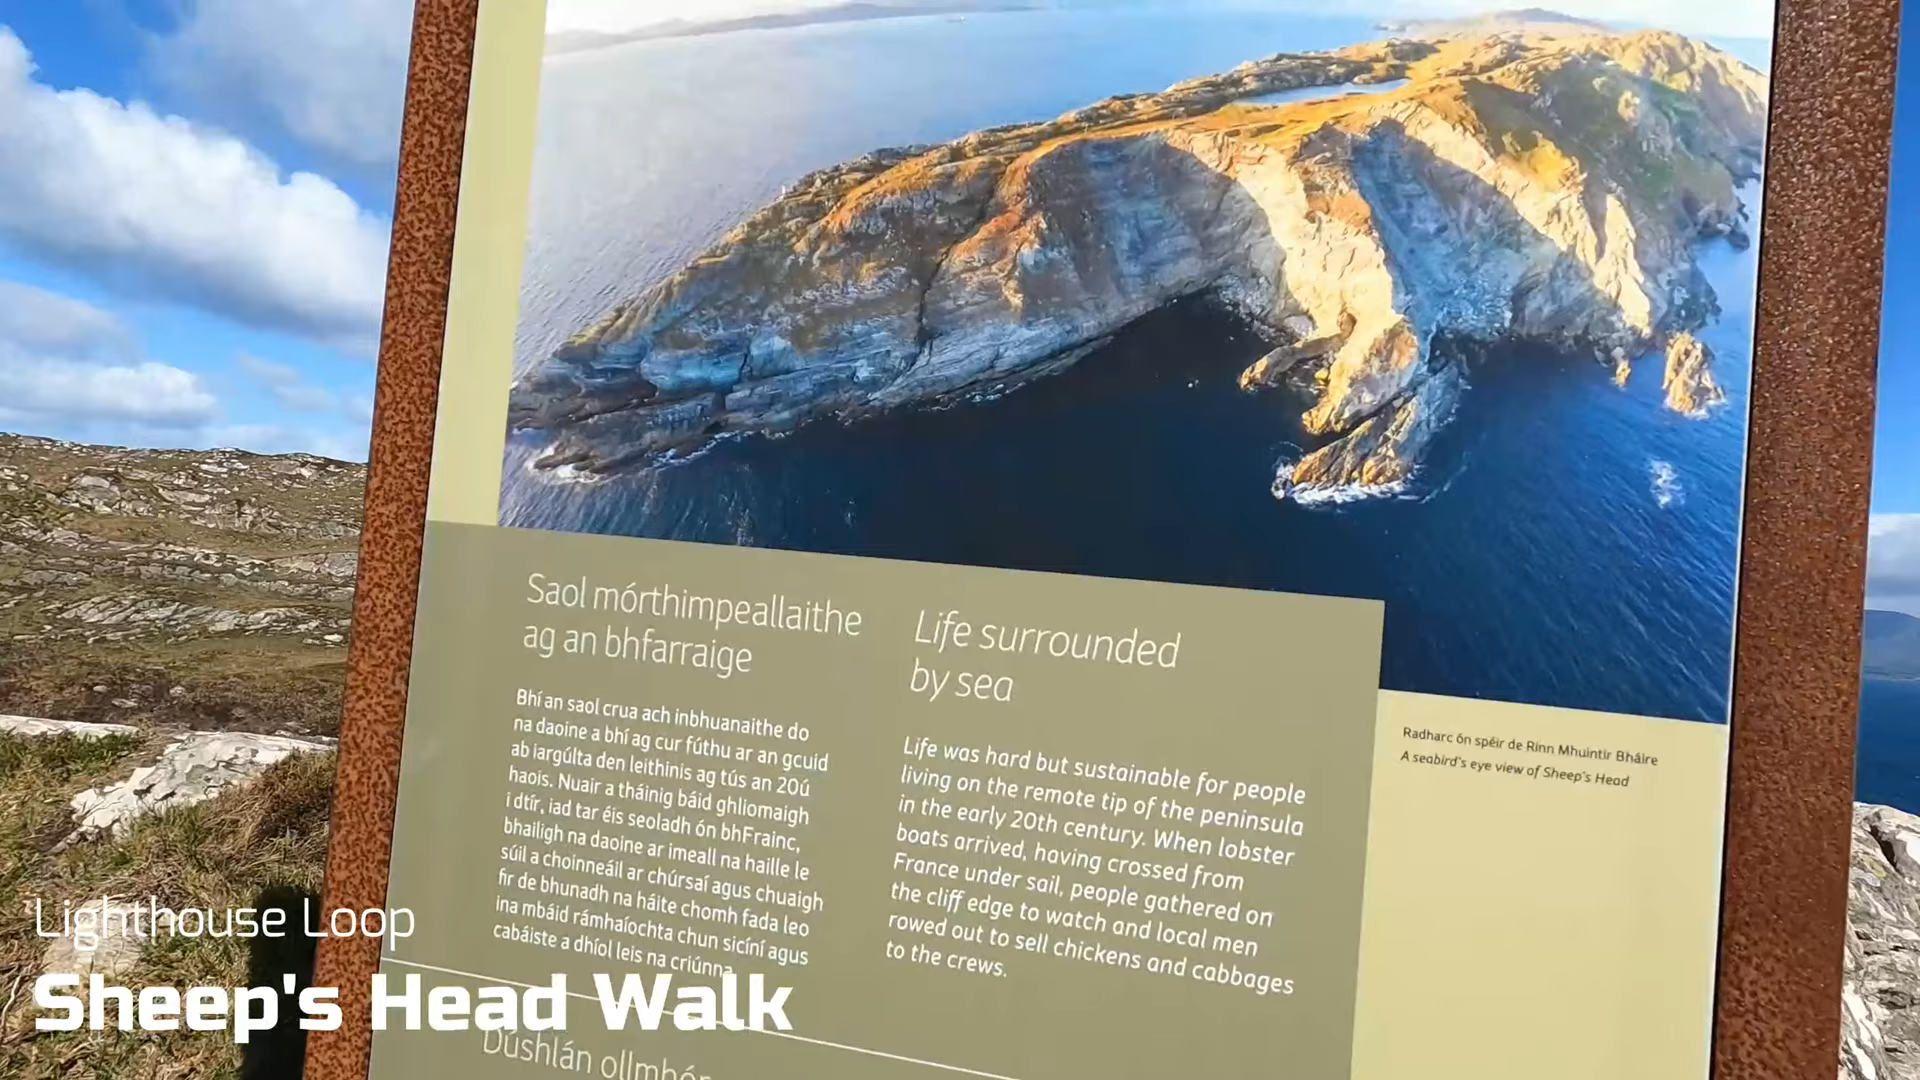 Saol mórthimpeallaithe
ag an bhfarraige
Bhí an saol crua ach inbhuanaithe do
na daoine a bhí ag cur fúthu ar an gcuid
ab iargúlta den leithinis ag tús an 20ú
haois. Nuair a tháinig báid ghliomaigh
i dtír, iad tar éis seoladh ón bhFrainc,
bhailigh na daoine ar imeall na haille le
súil a choinneáil ar chúrsaí agus chuaigh
fir de bhunadh na háite chomh fada leo
ina mbáid rámhaíochta chun sicíní agus
cabáiste a dhíol leis na criúnna.
Life surrounded
by sea
Life was hard but sustainable for people
living on the remote tip of the peninsula
in the early 20th century. When lobster
boats arrived, having crossed from
France under sail, people gathered on
the cliff edge to watch and local men
rowed out to sell chickens and cabbages
to the crews.
Radharc ón spéir de Rinn Mhuintir Bháire
A seabird's eye view of Sheep's Head
Dúshlán ollmhór
Lighthouse Loop
Sheep's Head Walk